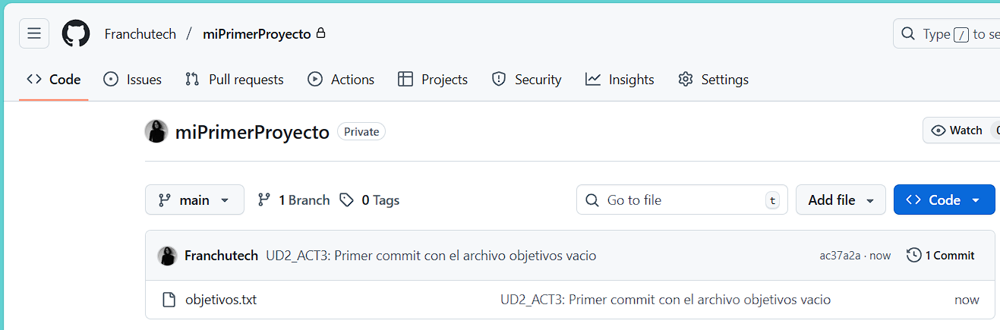 Franchutech / miPrimerProyecto
Type / to se
Code Issues Pull requests Actions Projects Security Insights Settings
miPrimerProyecto Private
Watch 0
main 1 Branch 0 Tags
Go to file t
Add file
Code
Franchutech UD2_ACT3: Primer commit con el archivo objetivos vacio ac37a2a · now 1 Commit
objetivos.txt UD2_ACT3: Primer commit con el archivo objetivos vacio now